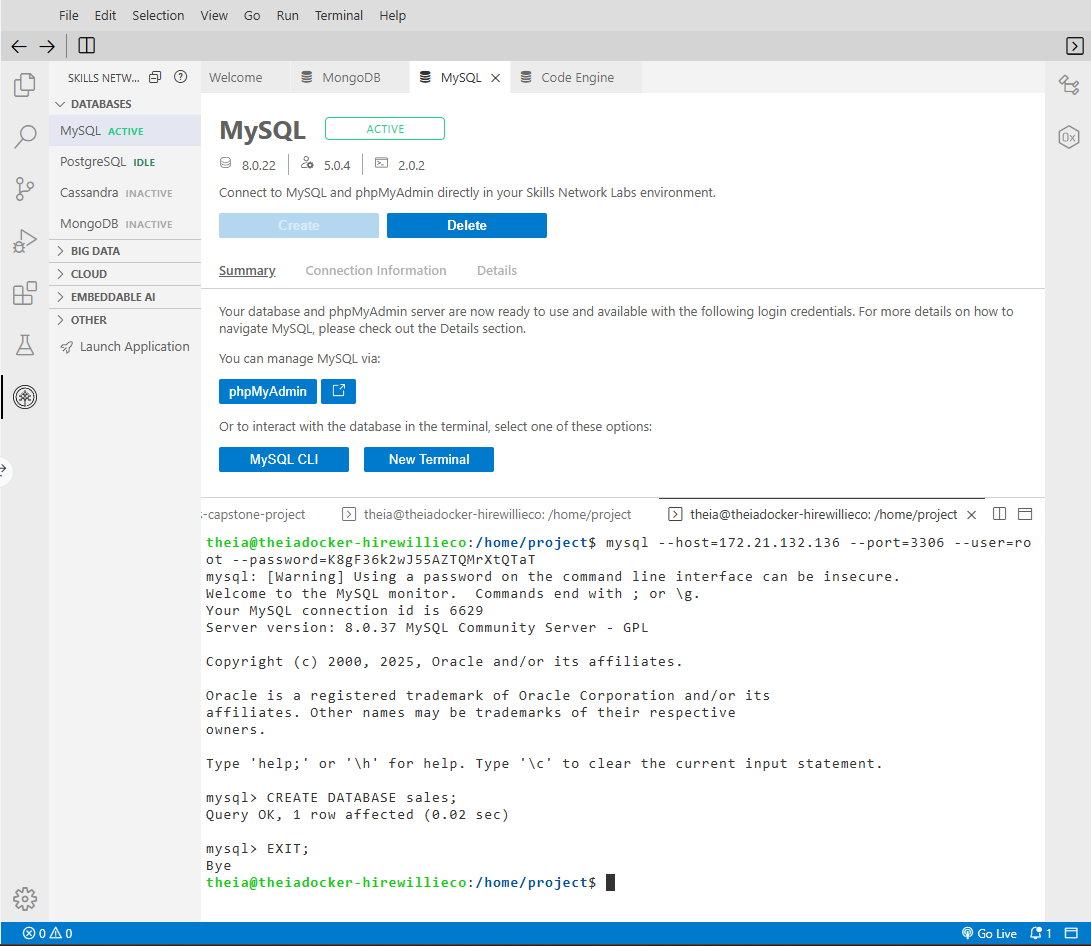 File Edit Selection View Go Run Terminal Help
SKILLS NETW...
Welcome MongoDB MySQL Code Engine
DATABASES
MySQL ACTIVE
PostgreSQL IDLE
Cassandra INACTIVE
MongoDB INACTIVE
BIG DATA
CLOUD
EMBEDDABLE AI
OTHER
Launch Application
MySQL ACTIVE
8.0.22 5.0.4 2.0.2
Connect to MySQL and phpMyAdmin directly in your Skills Network Labs environment.
Create Delete
Summary Connection Information Details
Your database and phpMyAdmin server are now ready to use and available with the following login credentials. For more details on how to
navigate MySQL, please check out the Details section.
You can manage MySQL via:
phpMyAdmin
Or to interact with the database in the terminal, select one of these options:
MySQL CLI New Terminal
s-capstone-project theia@theiadocker-hirewillieco: /home/project theia@theiadocker-hirewillieco: /home/project
theia@theiadocker-hirewillieco:/home/project$ mysql --host=172.21.132.136 --port=3306 --user=ro
ot --password=K8gF36k2wJ55AZTQMrXtQTaT
mysql: [Warning] Using a password on the command line interface can be insecure.
Welcome to the MySQL monitor.  Commands end with ; or \g.
Your MySQL connection id is 6629
Server version: 8.0.37 MySQL Community Server - GPL
Copyright (c) 2000, 2025, Oracle and/or its affiliates.
Oracle is a registered trademark of Oracle Corporation and/or its
affiliates. Other names may be trademarks of their respective
owners.
Type 'help;' or '\h' for help. Type '\c' to clear the current input statement.
mysql> CREATE DATABASE sales;
Query OK, 1 row affected (0.02 sec)
mysql> EXIT;
Bye
theia@theiadocker-hirewillieco:/home/project$
0 0 Go Live 1